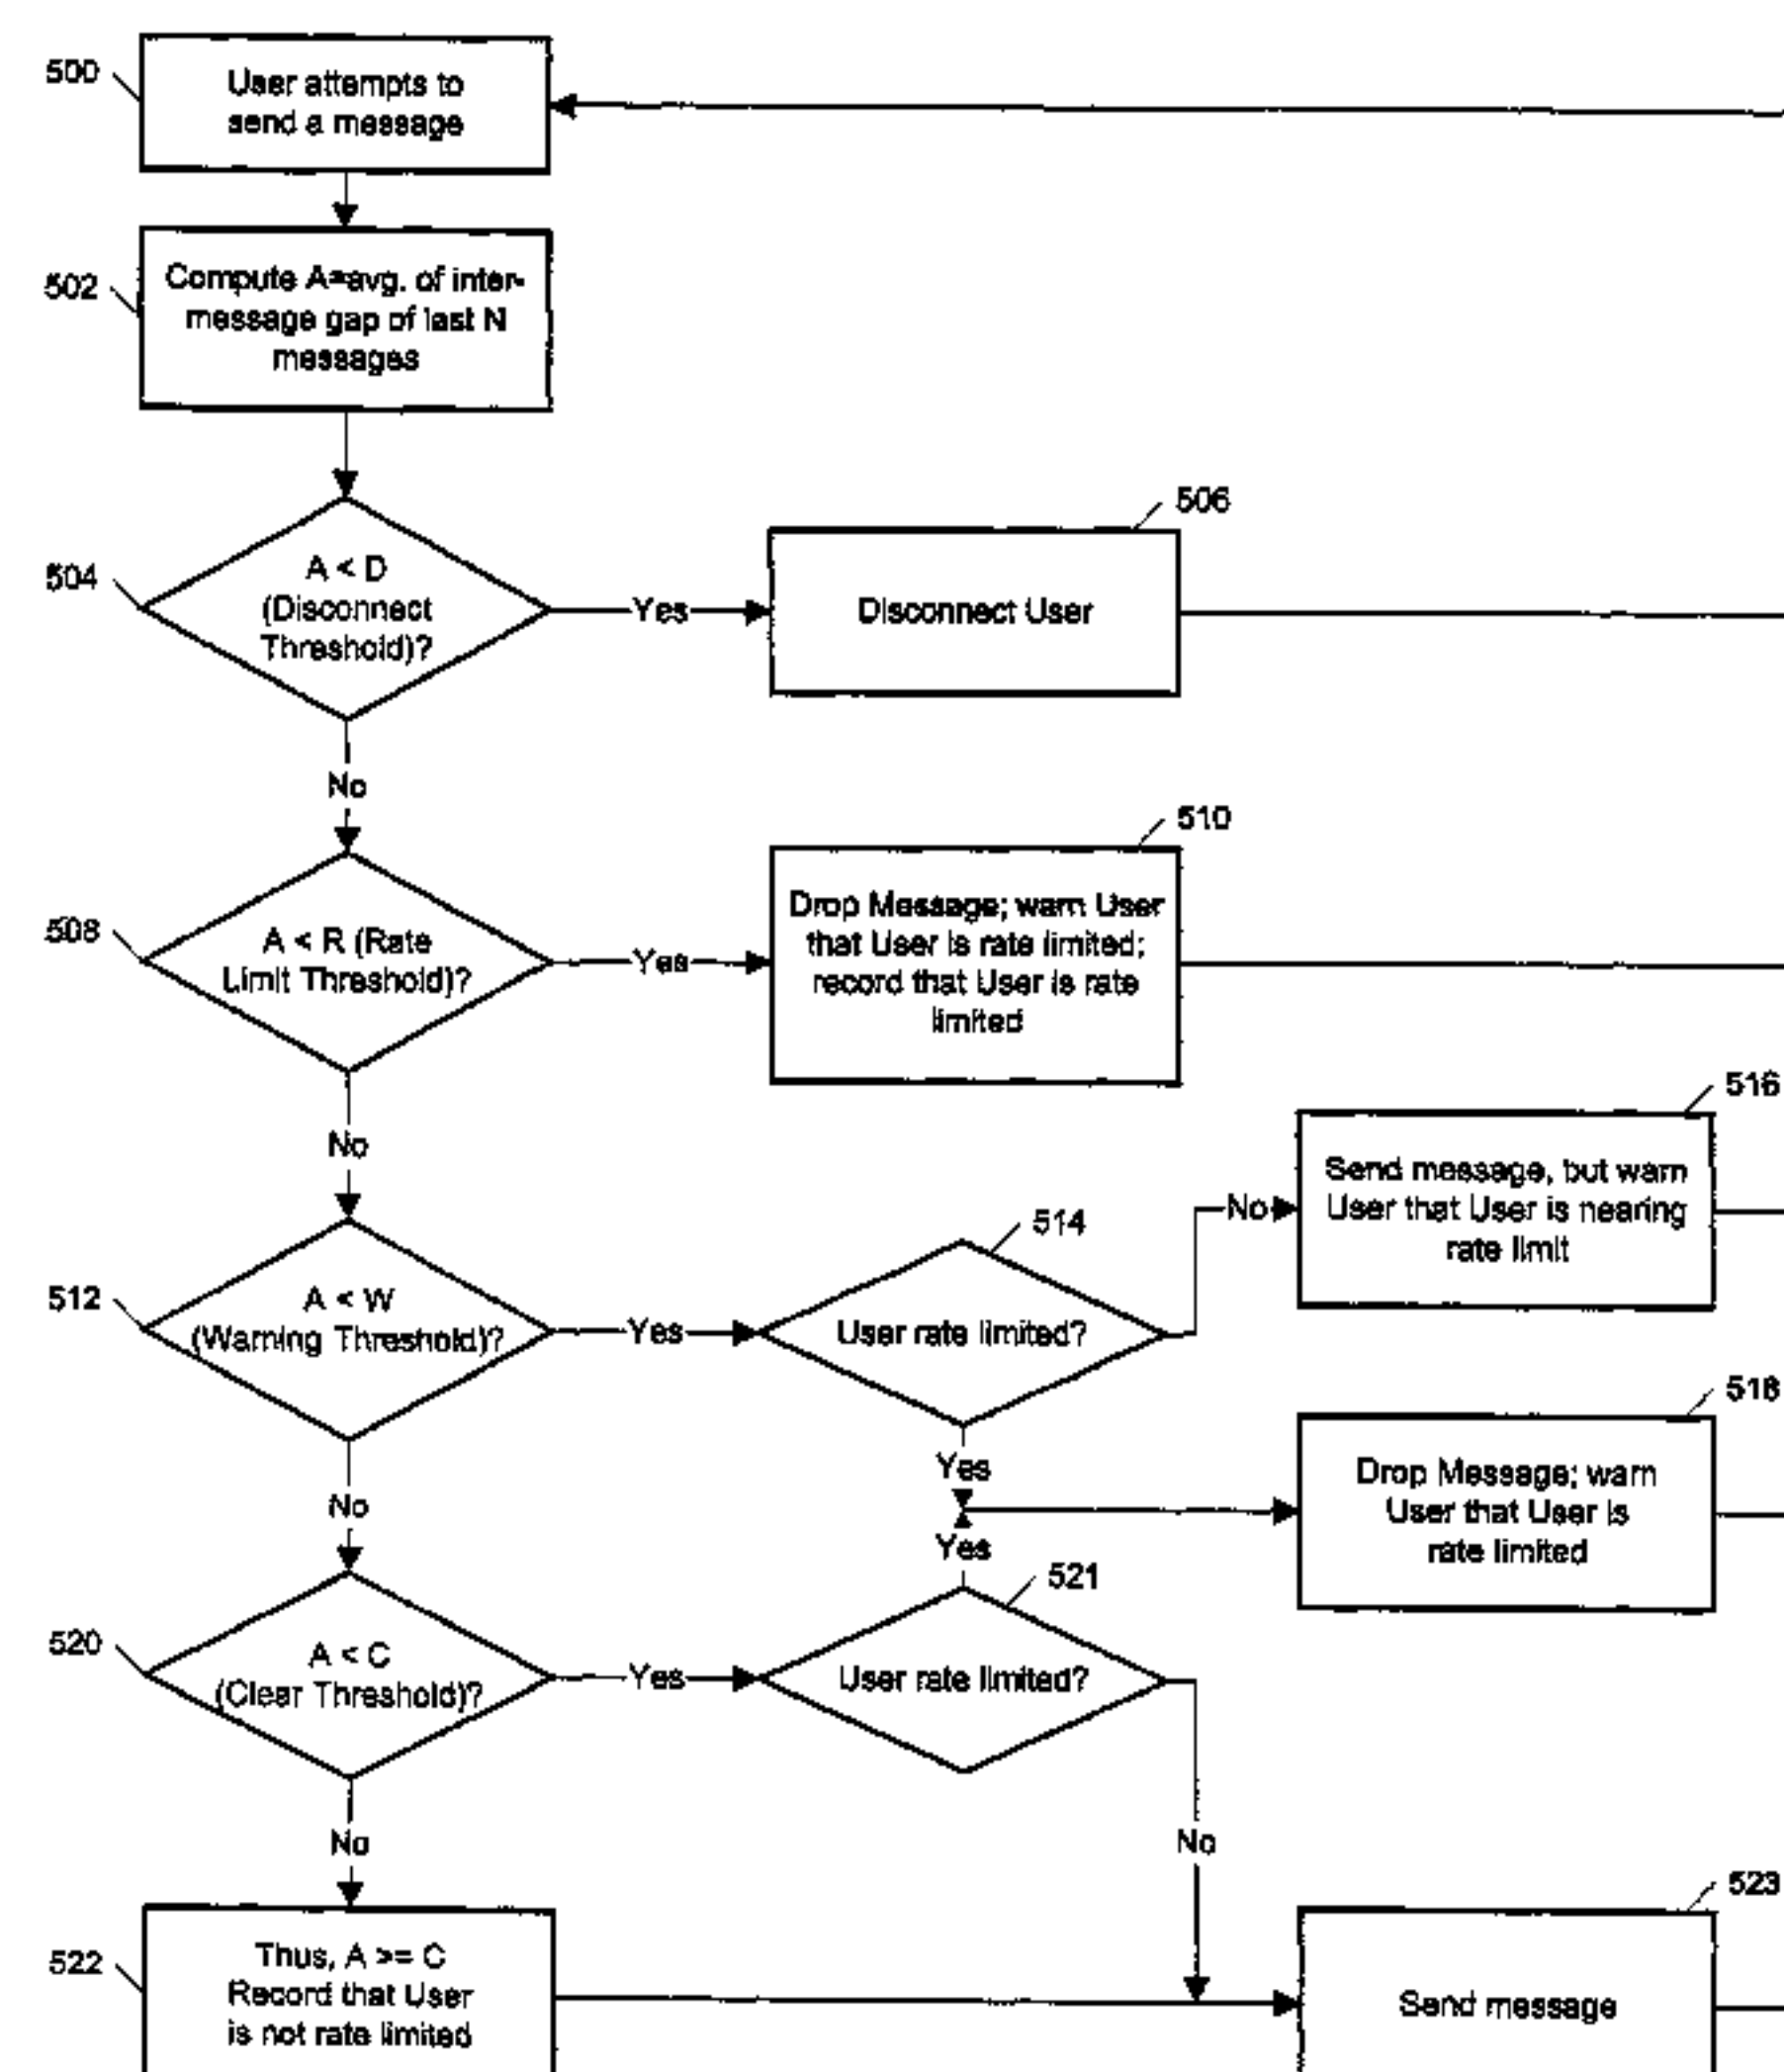 500
User attempts to
send a message
502
Compute A=avg. of inter-
message gap of last N
messages
504
A < D
(Disconnect
Threshold)?
Yes
506
Disconnect User
No
508
A < R (Rate
Limit Threshold)?
Yes
510
Drop Message; warn User
that User is rate limited;
record that User is rate
limited
No
512
A < W
(Warning Threshold)?
Yes
514
User rate limited?
No
516
Send message, but warn
User that User is nearing
rate limit
Yes
518
Drop Message; warn
User that User is
rate limited
No
520
A < C
(Clear Threshold)?
Yes
521
User rate limited?
Yes
No
No
522
Thus, A >= C
Record that User
is not rate limited
523
Send message